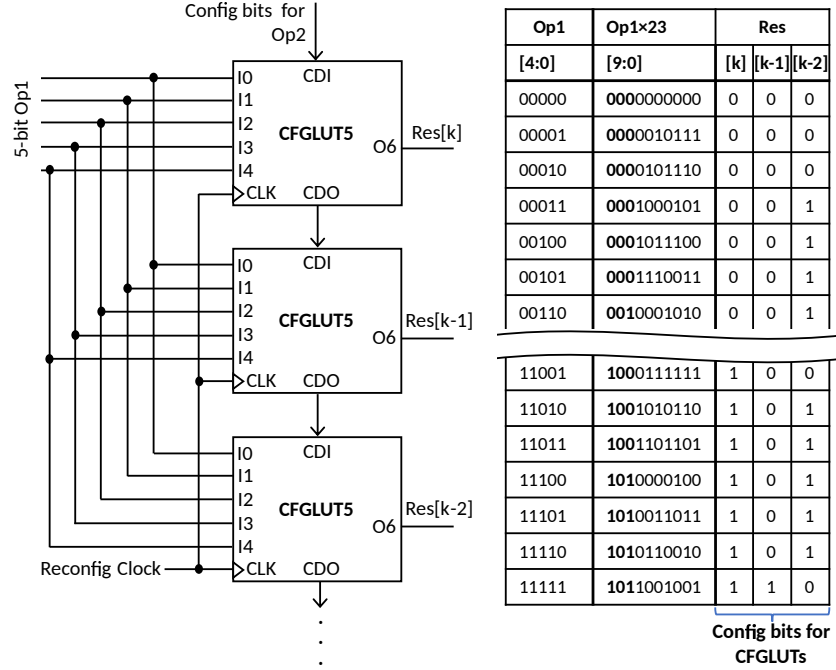 Config bits for
Op2
5-bit Op1
I0
CDI
I1
I2
CFGLUT5
I3
O6
Res[k]
I4
CLK
CDO
I0
CDI
I1
I2
CFGLUT5
I3
O6
Res[k-1]
I4
CLK
CDO
I0
CDI
I1
I2
CFGLUT5
I3
O6
Res[k-2]
I4
Reconfig Clock
CLK
CDO
Op1 Op1×23 Res
[4:0] [9:0] [k] [k-1] [k-2]
00000 0000000000 0 0 0
00001 0000010111 0 0 0
00010 0000101110 0 0 0
00011 0001000101 0 0 1
00100 0001011100 0 0 1
00101 0001110011 0 0 1
00110 0010001010 0 0 1
11001 1000111111 1 0 0
11010 1001010110 1 0 1
11011 1001101101 1 0 1
11100 1010000100 1 0 1
11101 1010011011 1 0 1
11110 1010110010 1 0 1
11111 1011001001 1 1 0
Config bits for
CFGLUTs